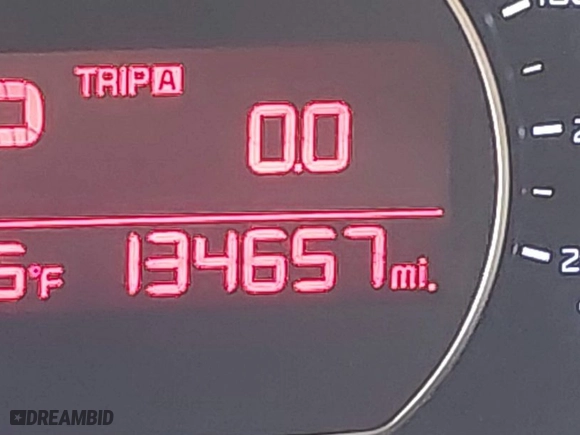 TRIP A
0.0
°F 134657 mi.
DREAMBID